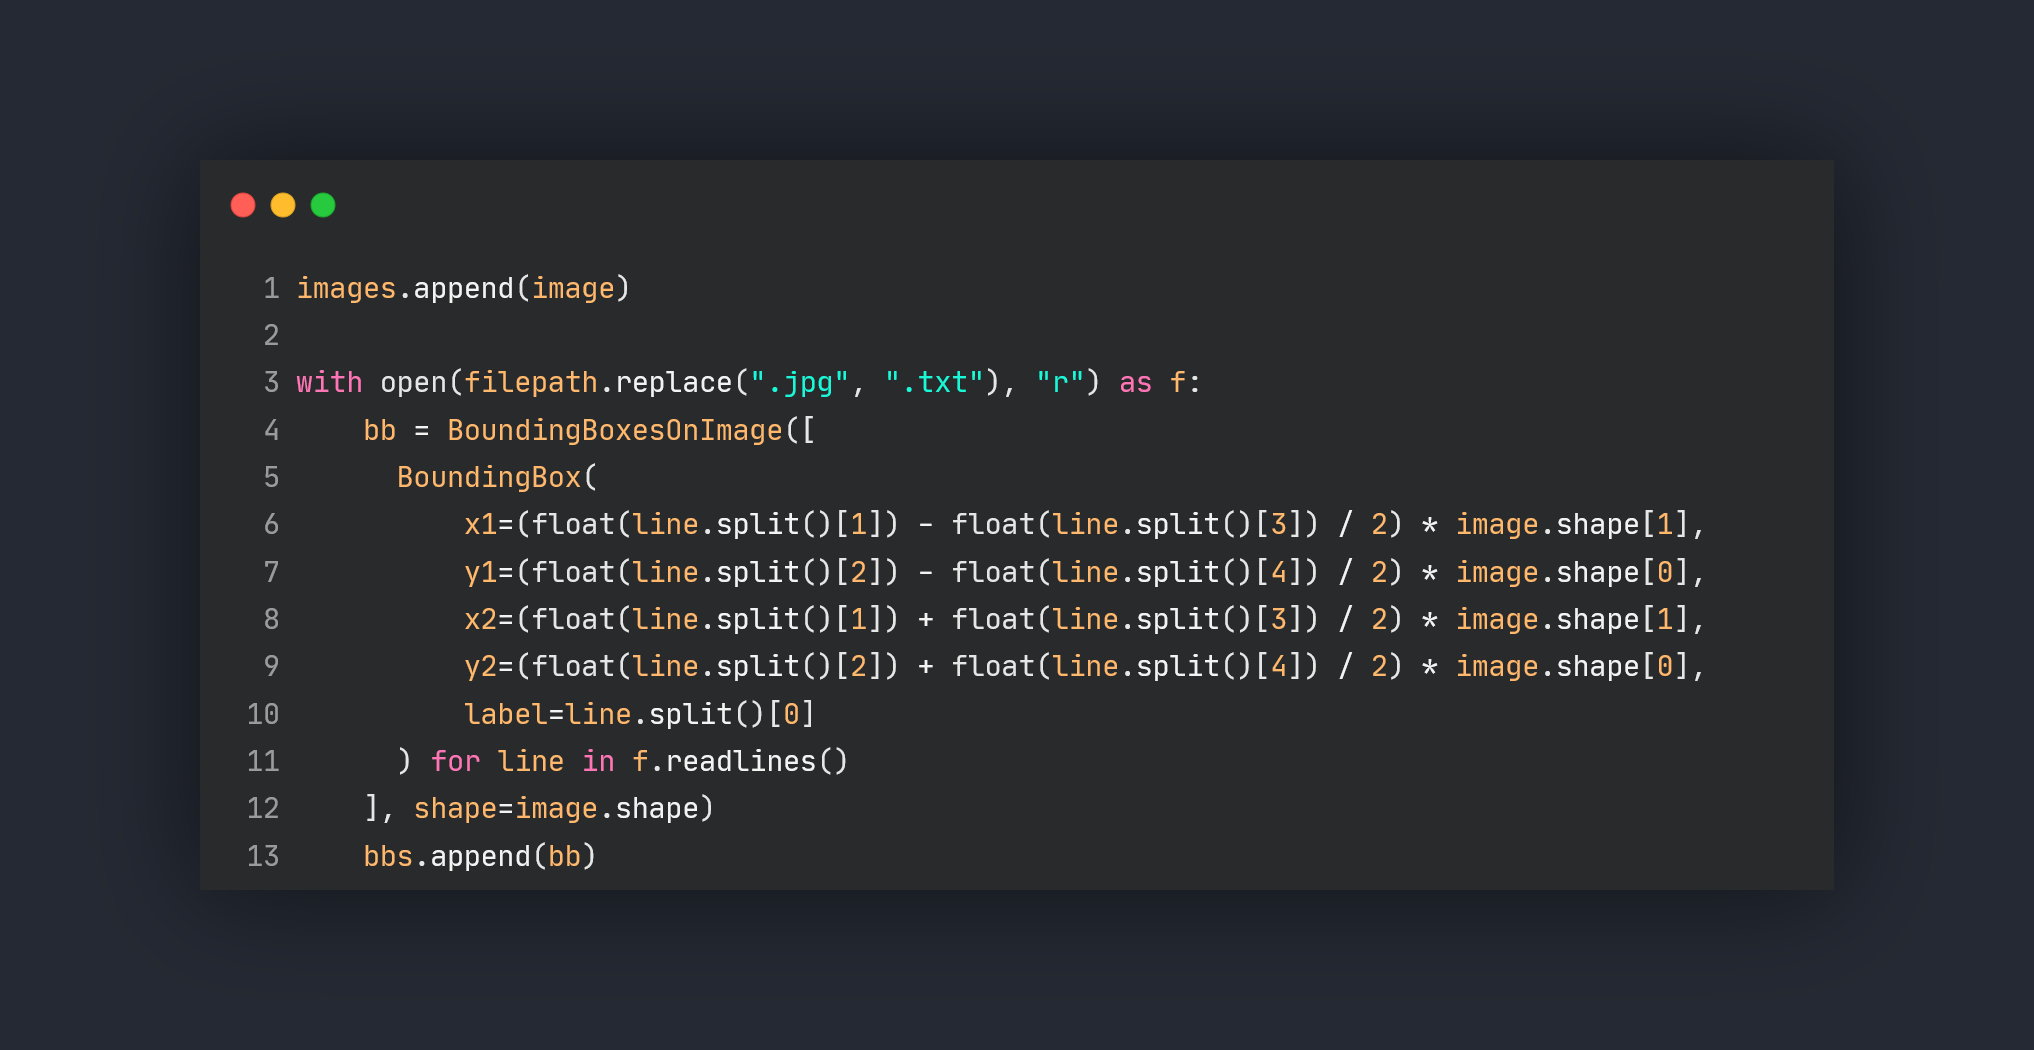 1 images.append(image)
2
3 with open(filepath.replace(".jpg", ".txt"), "r") as f:
4     bb = BoundingBoxesOnImage([
5       BoundingBox(
6           x1=(float(line.split()[1]) - float(line.split()[3]) / 2) * image.shape[1],
7           y1=(float(line.split()[2]) - float(line.split()[4]) / 2) * image.shape[0],
8           x2=(float(line.split()[1]) + float(line.split()[3]) / 2) * image.shape[1],
9           y2=(float(line.split()[2]) + float(line.split()[4]) / 2) * image.shape[0],
10           label=line.split()[0]
11       ) for line in f.readlines()
12     ], shape=image.shape)
13     bbs.append(bb)